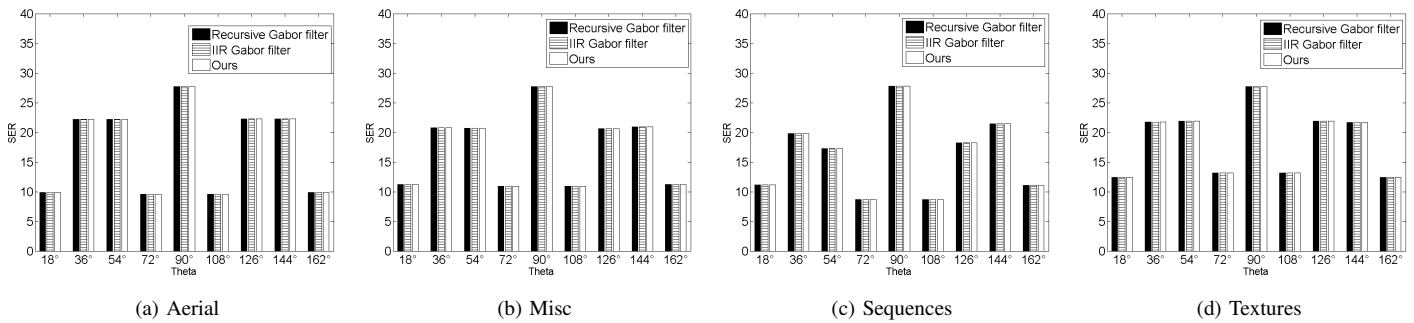 40
35
30
25
20
15
10
5
0
SER
Recursive Gabor filter
IIR Gabor filter
Ours
18° 36° 54° 72° 90° 108° 126° 144° 162°
Theta
(a) Aerial
40
35
30
25
20
15
10
5
0
SER
Recursive Gabor filter
IIR Gabor filter
Ours
18° 36° 54° 72° 90° 108° 126° 144° 162°
Theta
(b) Misc
40
35
30
25
20
15
10
5
0
SER
Recursive Gabor filter
IIR Gabor filter
Ours
18° 36° 54° 72° 90° 108° 126° 144° 162°
Theta
(c) Sequences
40
35
30
25
20
15
10
5
0
SER
Recursive Gabor filter
IIR Gabor filter
Ours
18° 36° 54° 72° 90° 108° 126° 144° 162°
Theta
(d) Textures